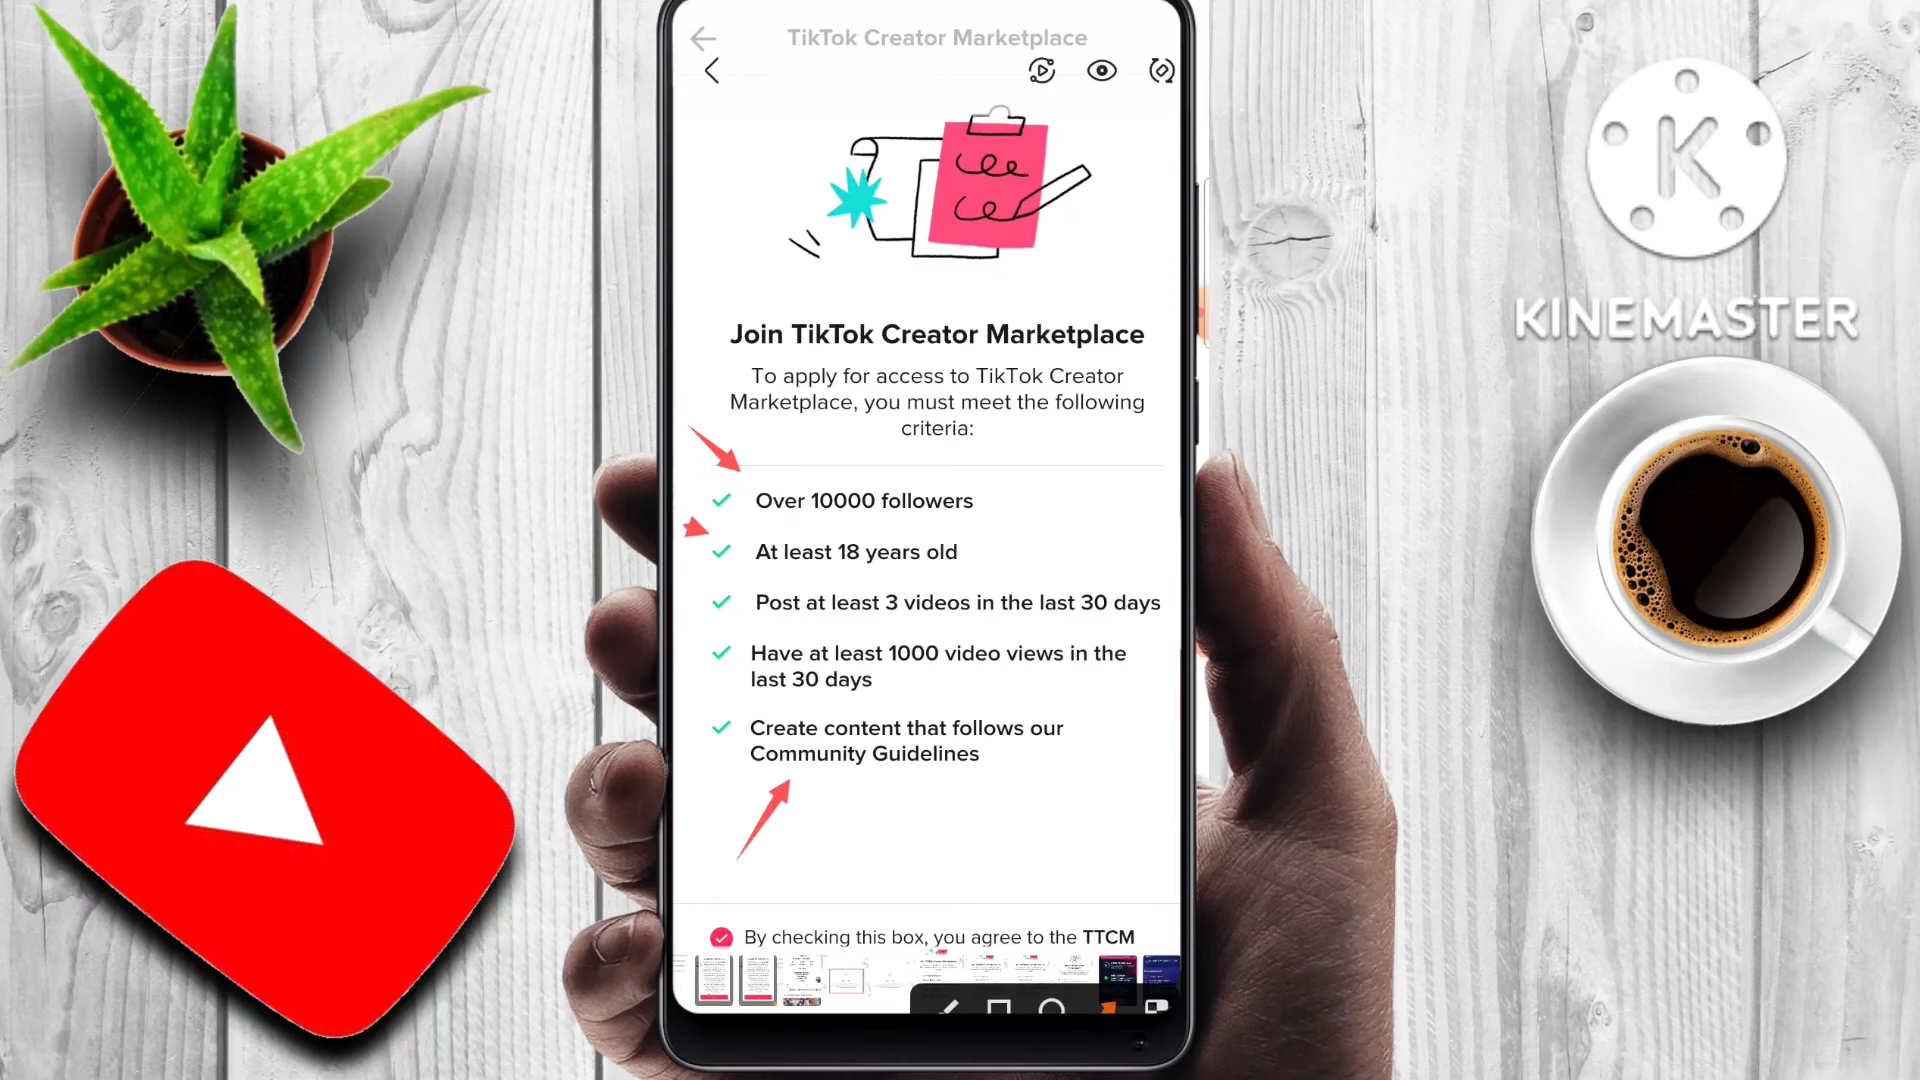 TikTok Creator Marketplace
Join TikTok Creator Marketplace
To apply for access to TikTok Creator
Marketplace, you must meet the following
criteria:
Over 10000 followers
At least 18 years old
Post at least 3 videos in the last 30 days
Have at least 1000 video views in the
last 30 days
Create content that follows our
Community Guidelines
By checking this box, you agree to the TTCM
K
KINEMASTER